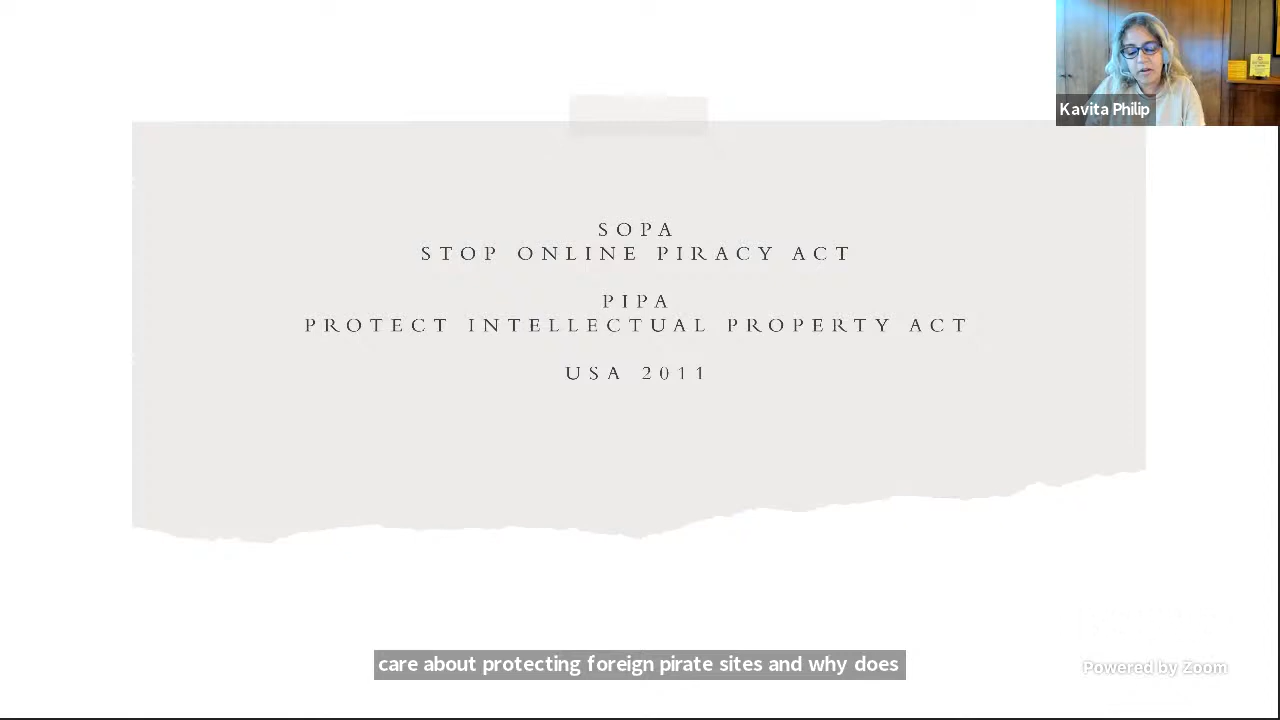 Kavita Philip
SOPA
STOP ONLINE PIRACY ACT
PIPA
PROTECT INTELLECTUAL PROPERTY ACT
USA 2011
care about protecting foreign pirate sites and why does
Powered by Zoom